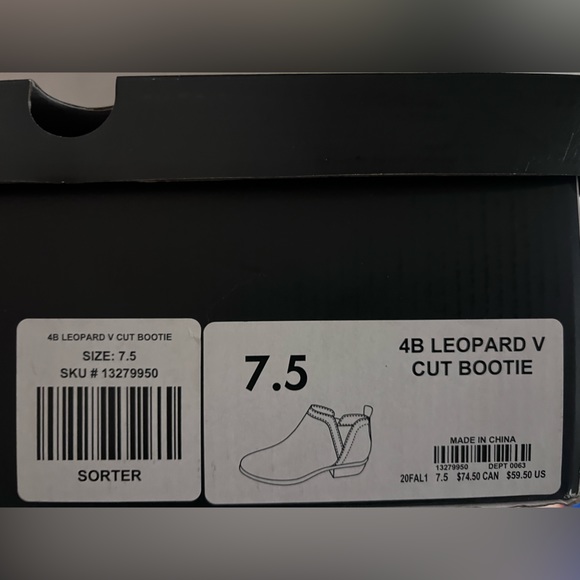 4B LEOPARD V CUT BOOTIE
SIZE: 7.5
SKU # 13279950
SORTER
7.5
4B LEOPARD V
CUT BOOTIE
MADE IN CHINA
13279950 DEPT 0063
20FAL1 7.5 $74.50 CAN $59.50 US